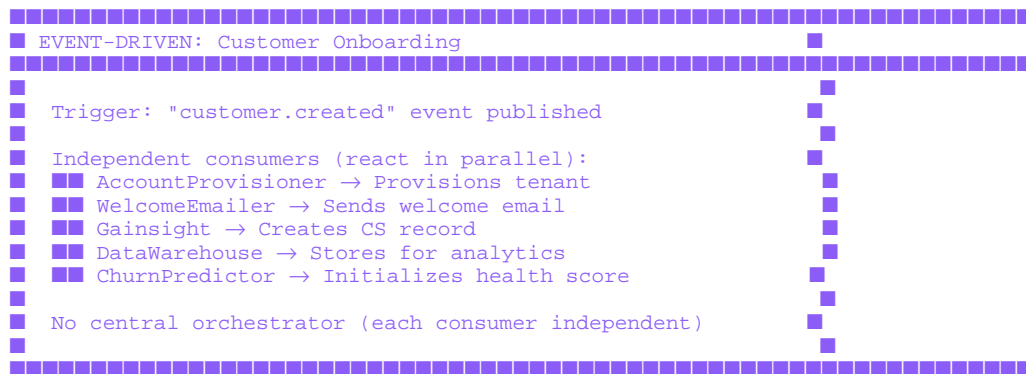 EVENT-DRIVEN: Customer Onboarding
Trigger: "customer.created" event published
Independent consumers (react in parallel):
■■ AccountProvisioner → Provisions tenant
■■ WelcomeEmailer → Sends welcome email
■■ Gainsight → Creates CS record
■■ DataWarehouse → Stores for analytics
■■ ChurnPredictor → Initializes health score
No central orchestrator (each consumer independent)